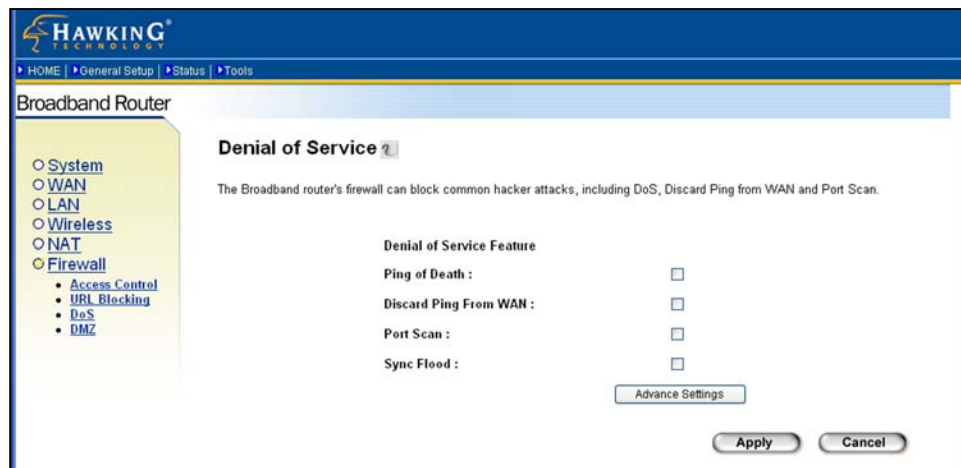 HAWKING®
TECHNOLOGY
HOME | General Setup | Status | Tools
Broadband Router
System
WAN
LAN
Wireless
NAT
Firewall
Access Control
URL Blocking
DoS
DMZ
Denial of Service ?
The Broadband router's firewall can block common hacker attacks, including DoS, Discard Ping from WAN and Port Scan.
Denial of Service Feature
Ping of Death :
Discard Ping From WAN :
Port Scan :
Sync Flood :
Advance Settings
Apply Cancel